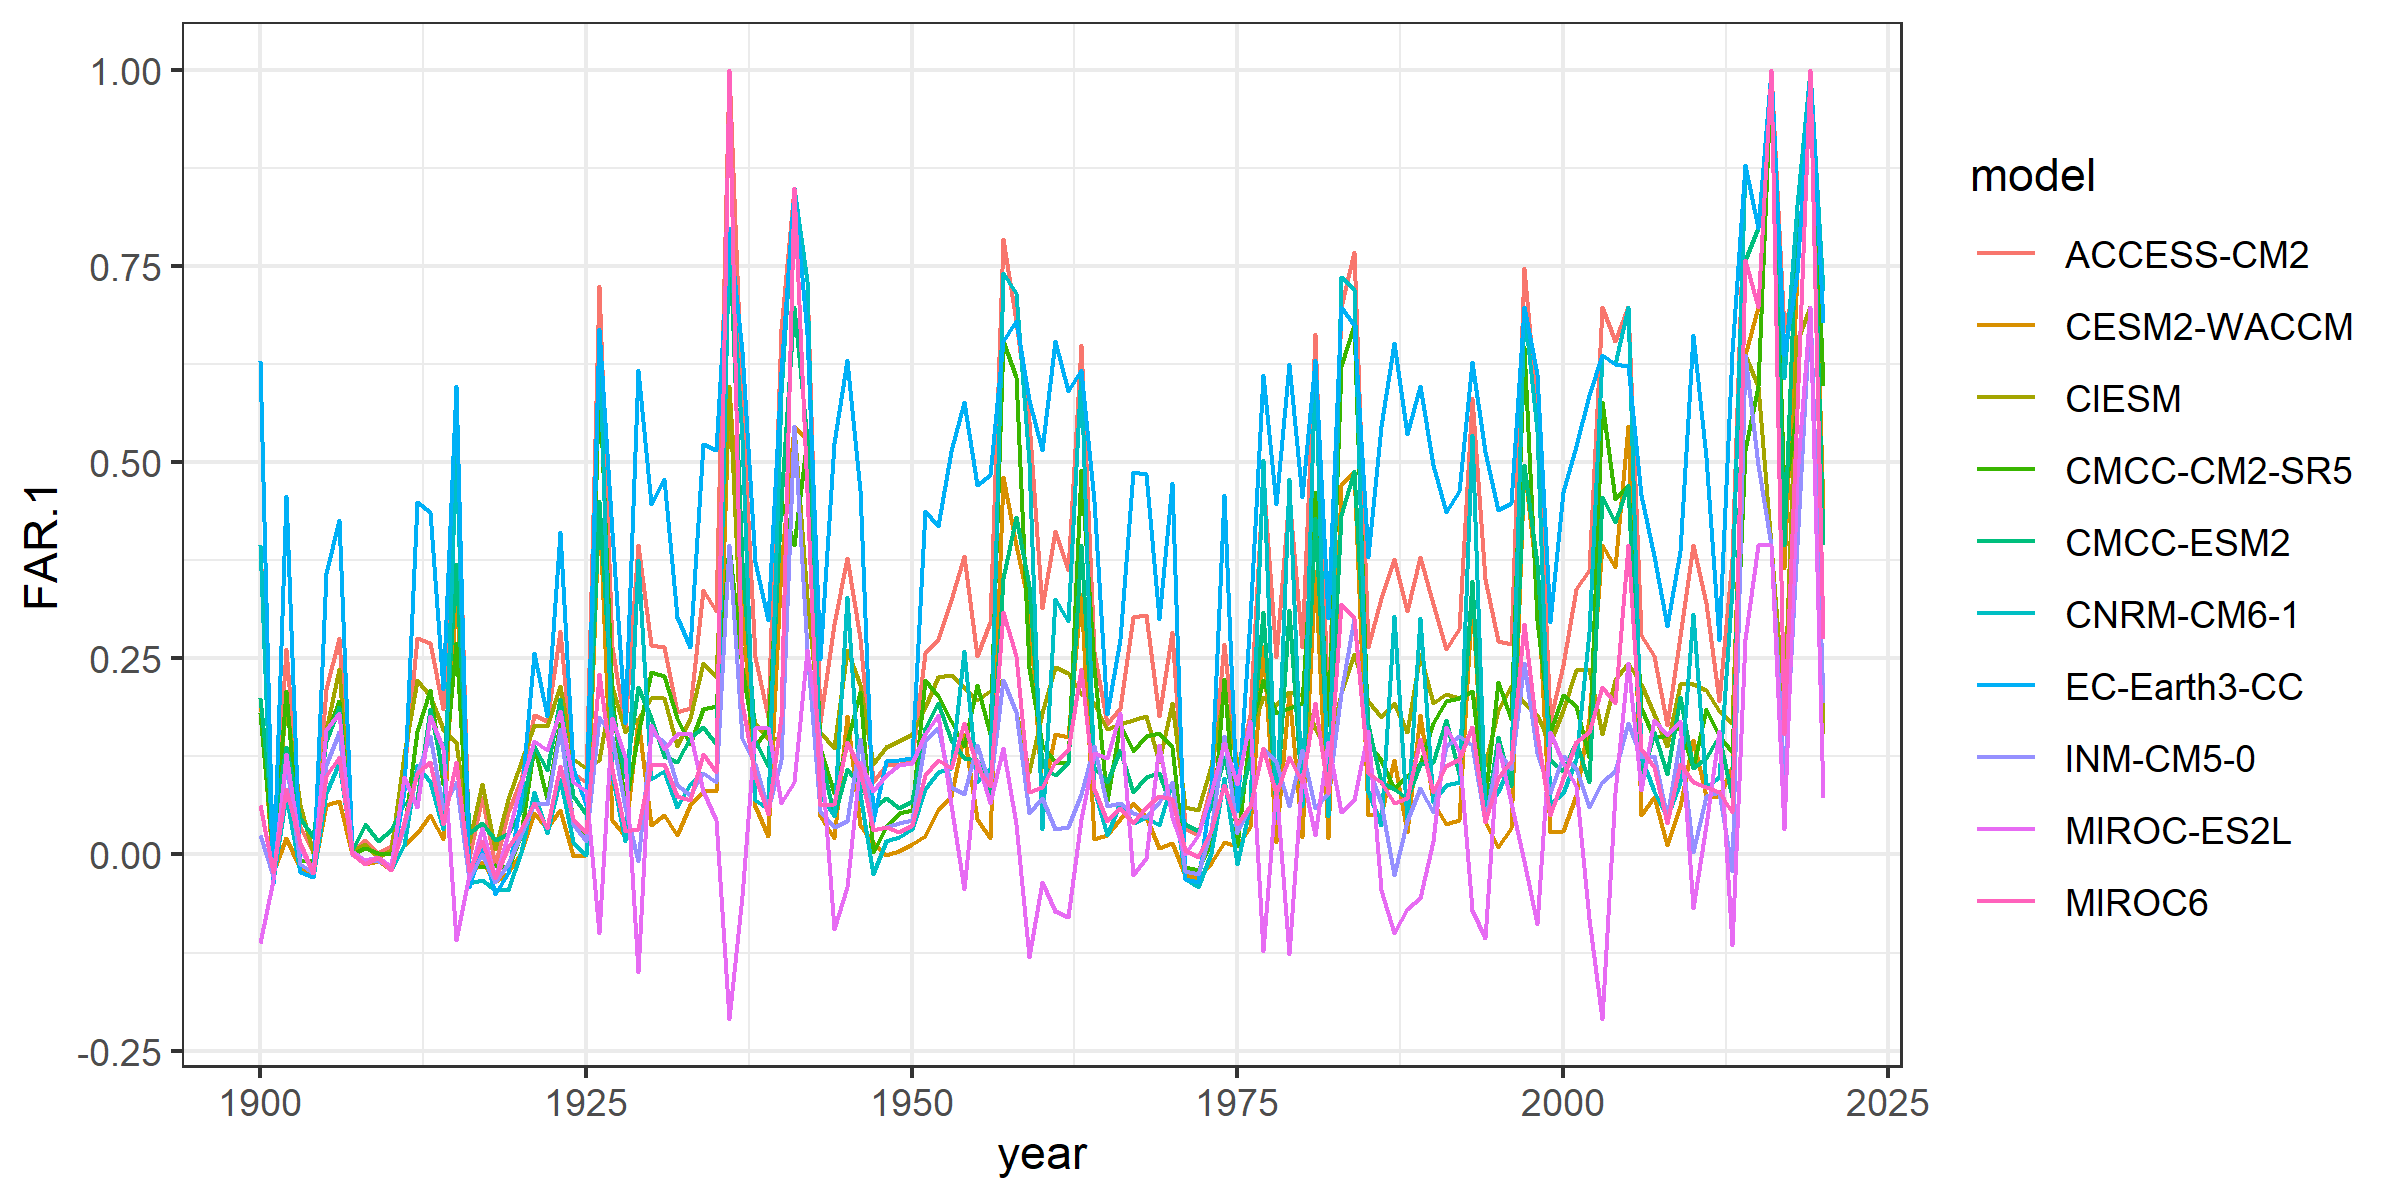 1.00
0.75
0.50
0.25
0.00
-0.25
FAR.1
1900 1925 1950 1975 2000 2025
year
model
ACCESS-CM2
CESM2-WACCM
CIESM
CMCC-CM2-SR5
CMCC-ESM2
CNRM-CM6-1
EC-Earth3-CC
INM-CM5-0
MIROC-ES2L
MIROC6